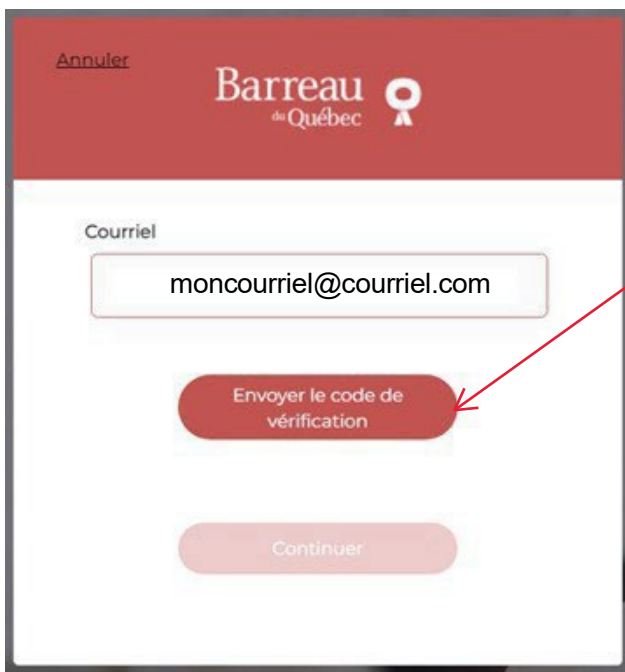 Annuler
Barreau
du Québec
Courriel
moncourriel@courriel.com
Envoyer le code de
vérification
Continuer